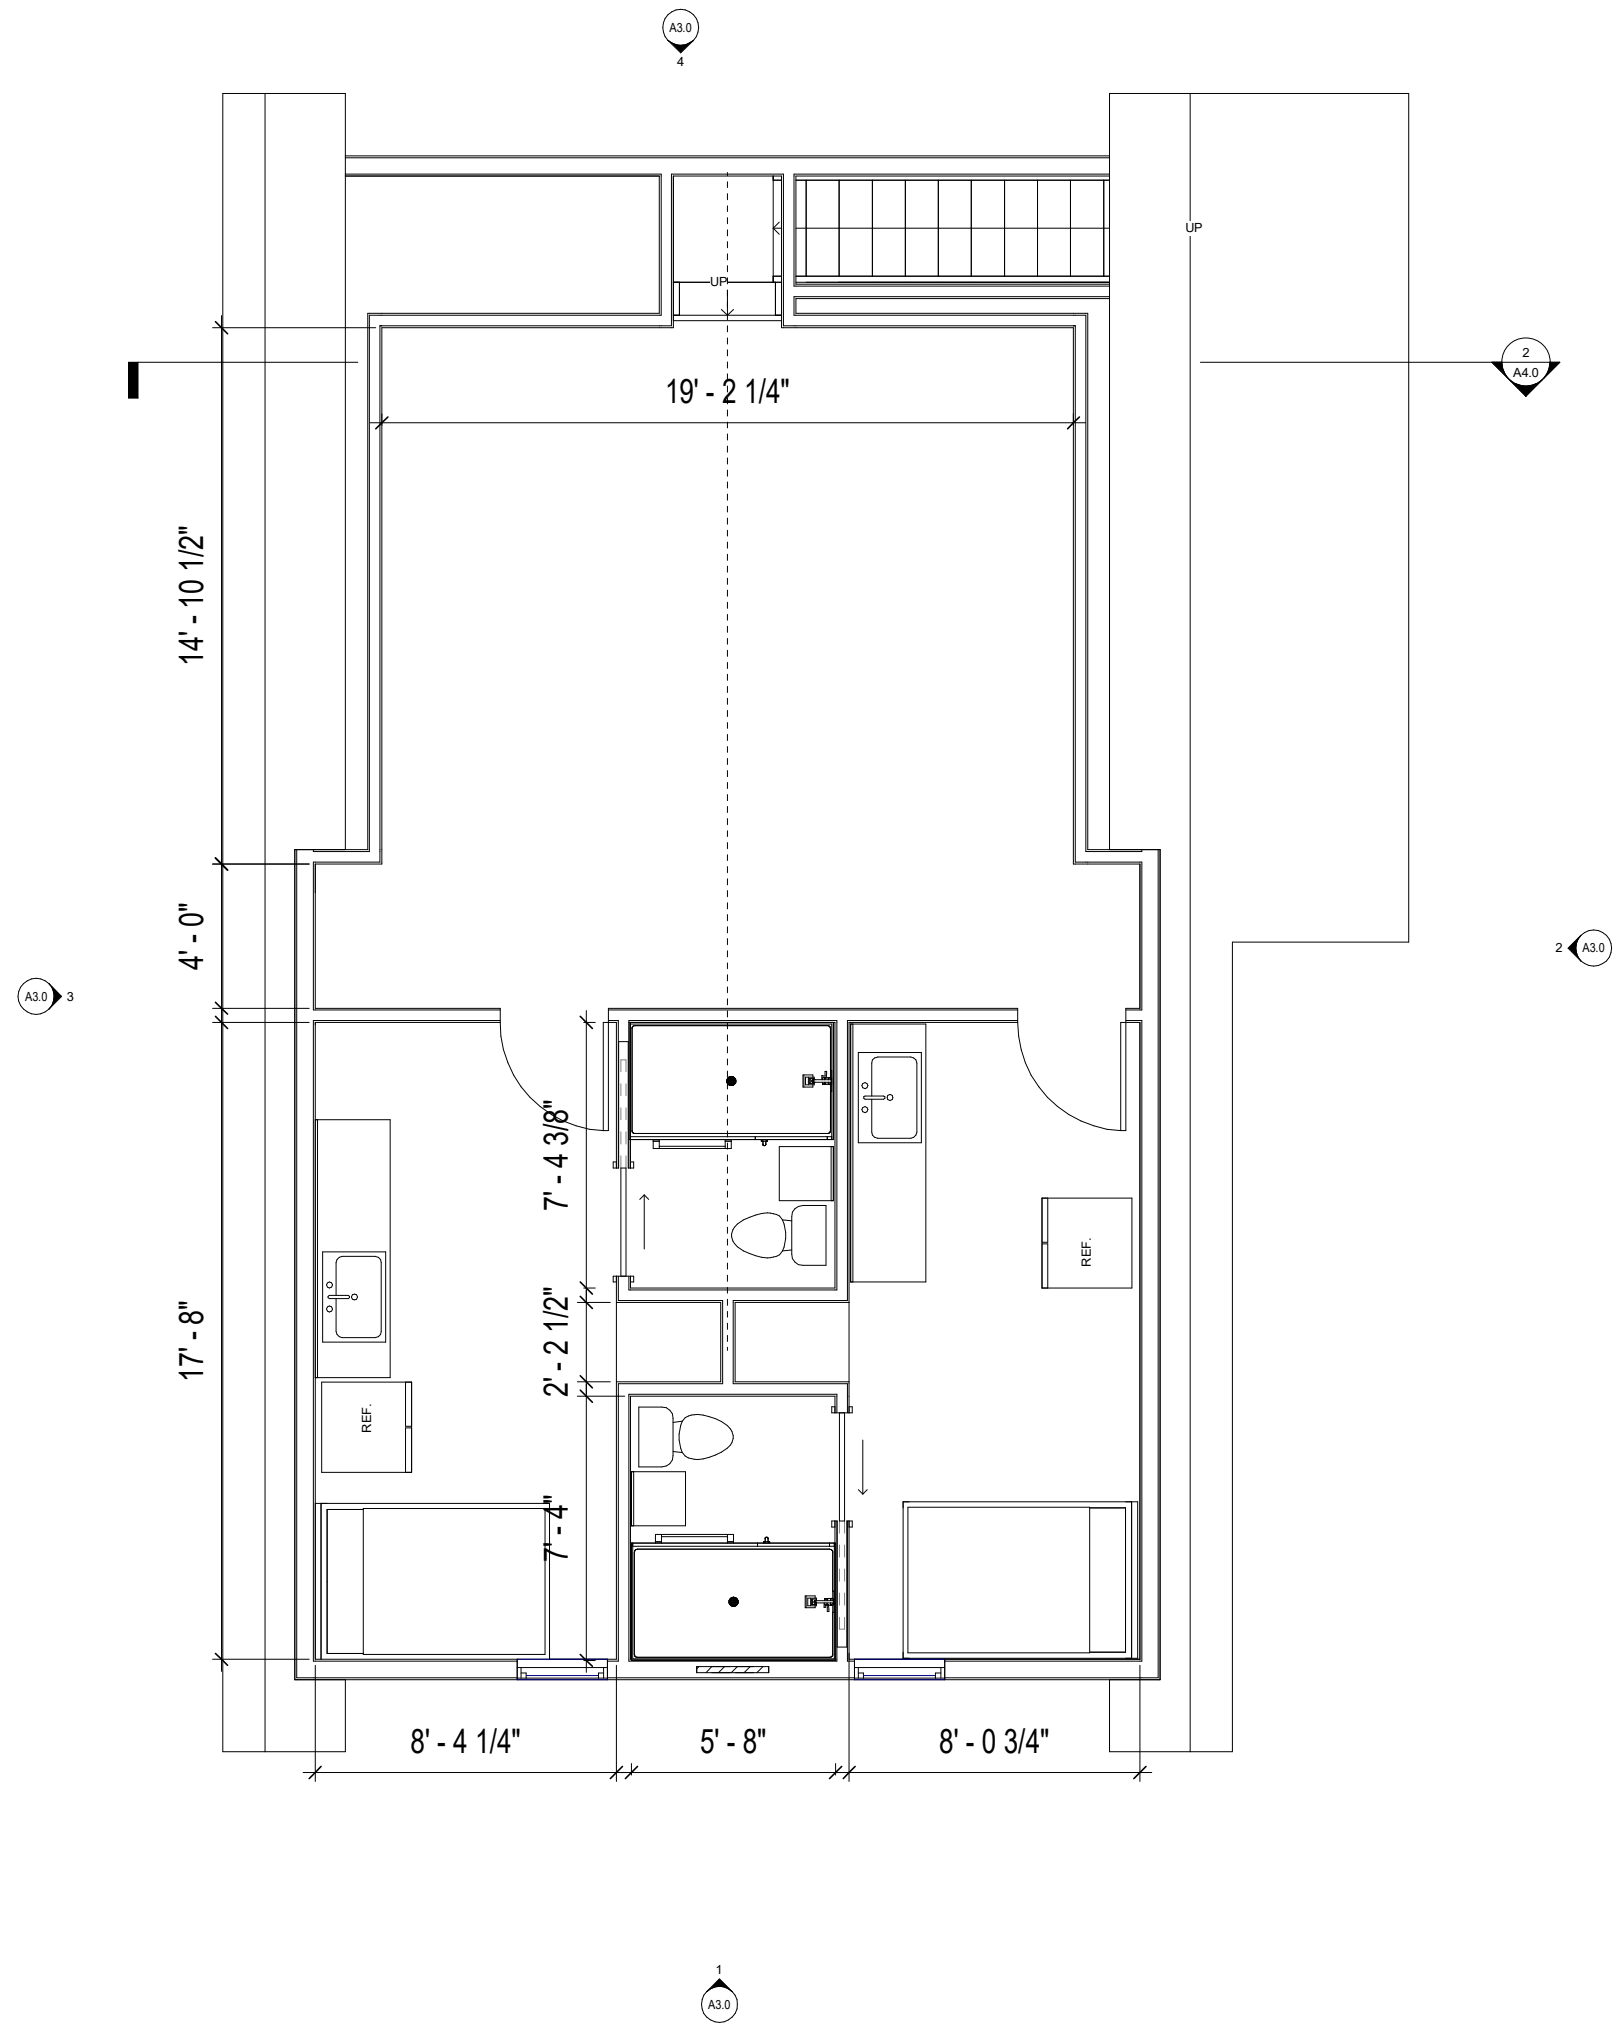 A3.0
4
UP
UP
2
A4.0
19' - 2 1/4"
14' - 10 1/2"
4' - 0"
2
A3.0
A3.0
3
7' - 4 3/8"
REF.
2' - 2 1/2"
17' - 8"
REF.
7' - 4"
8' - 4 1/4"
5' - 8"
8' - 0 3/4"
1
A3.0